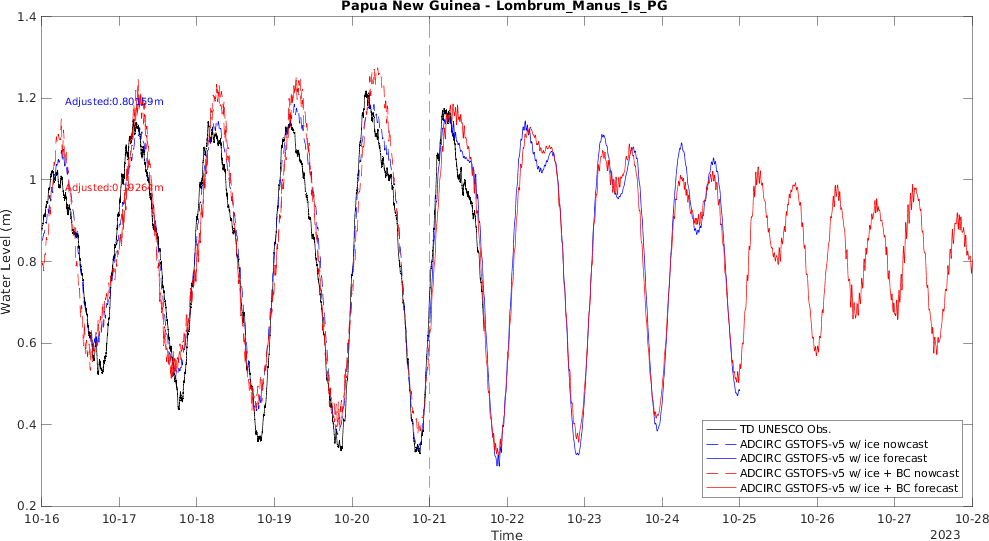 Papua New Guinea - Lombrum_Manus_Is_PG
1.4
1.2
1
0.8
0.6
0.4
0.2
Water Level (m)
Adjusted:0.80159m
TD UNESCO Obs.
ADCIRC GSTOFS-v5 w/ ice nowcast
ADCIRC GSTOFS-v5 w/ ice forecast
ADCIRC GSTOFS-v5 w/ ice + BC nowcast
ADCIRC GSTOFS-v5 w/ ice + BC forecast
10-16 10-17 10-18 10-19 10-20 10-21 10-22 10-23 10-24 10-25 10-26 10-27 10-28
Time
2023